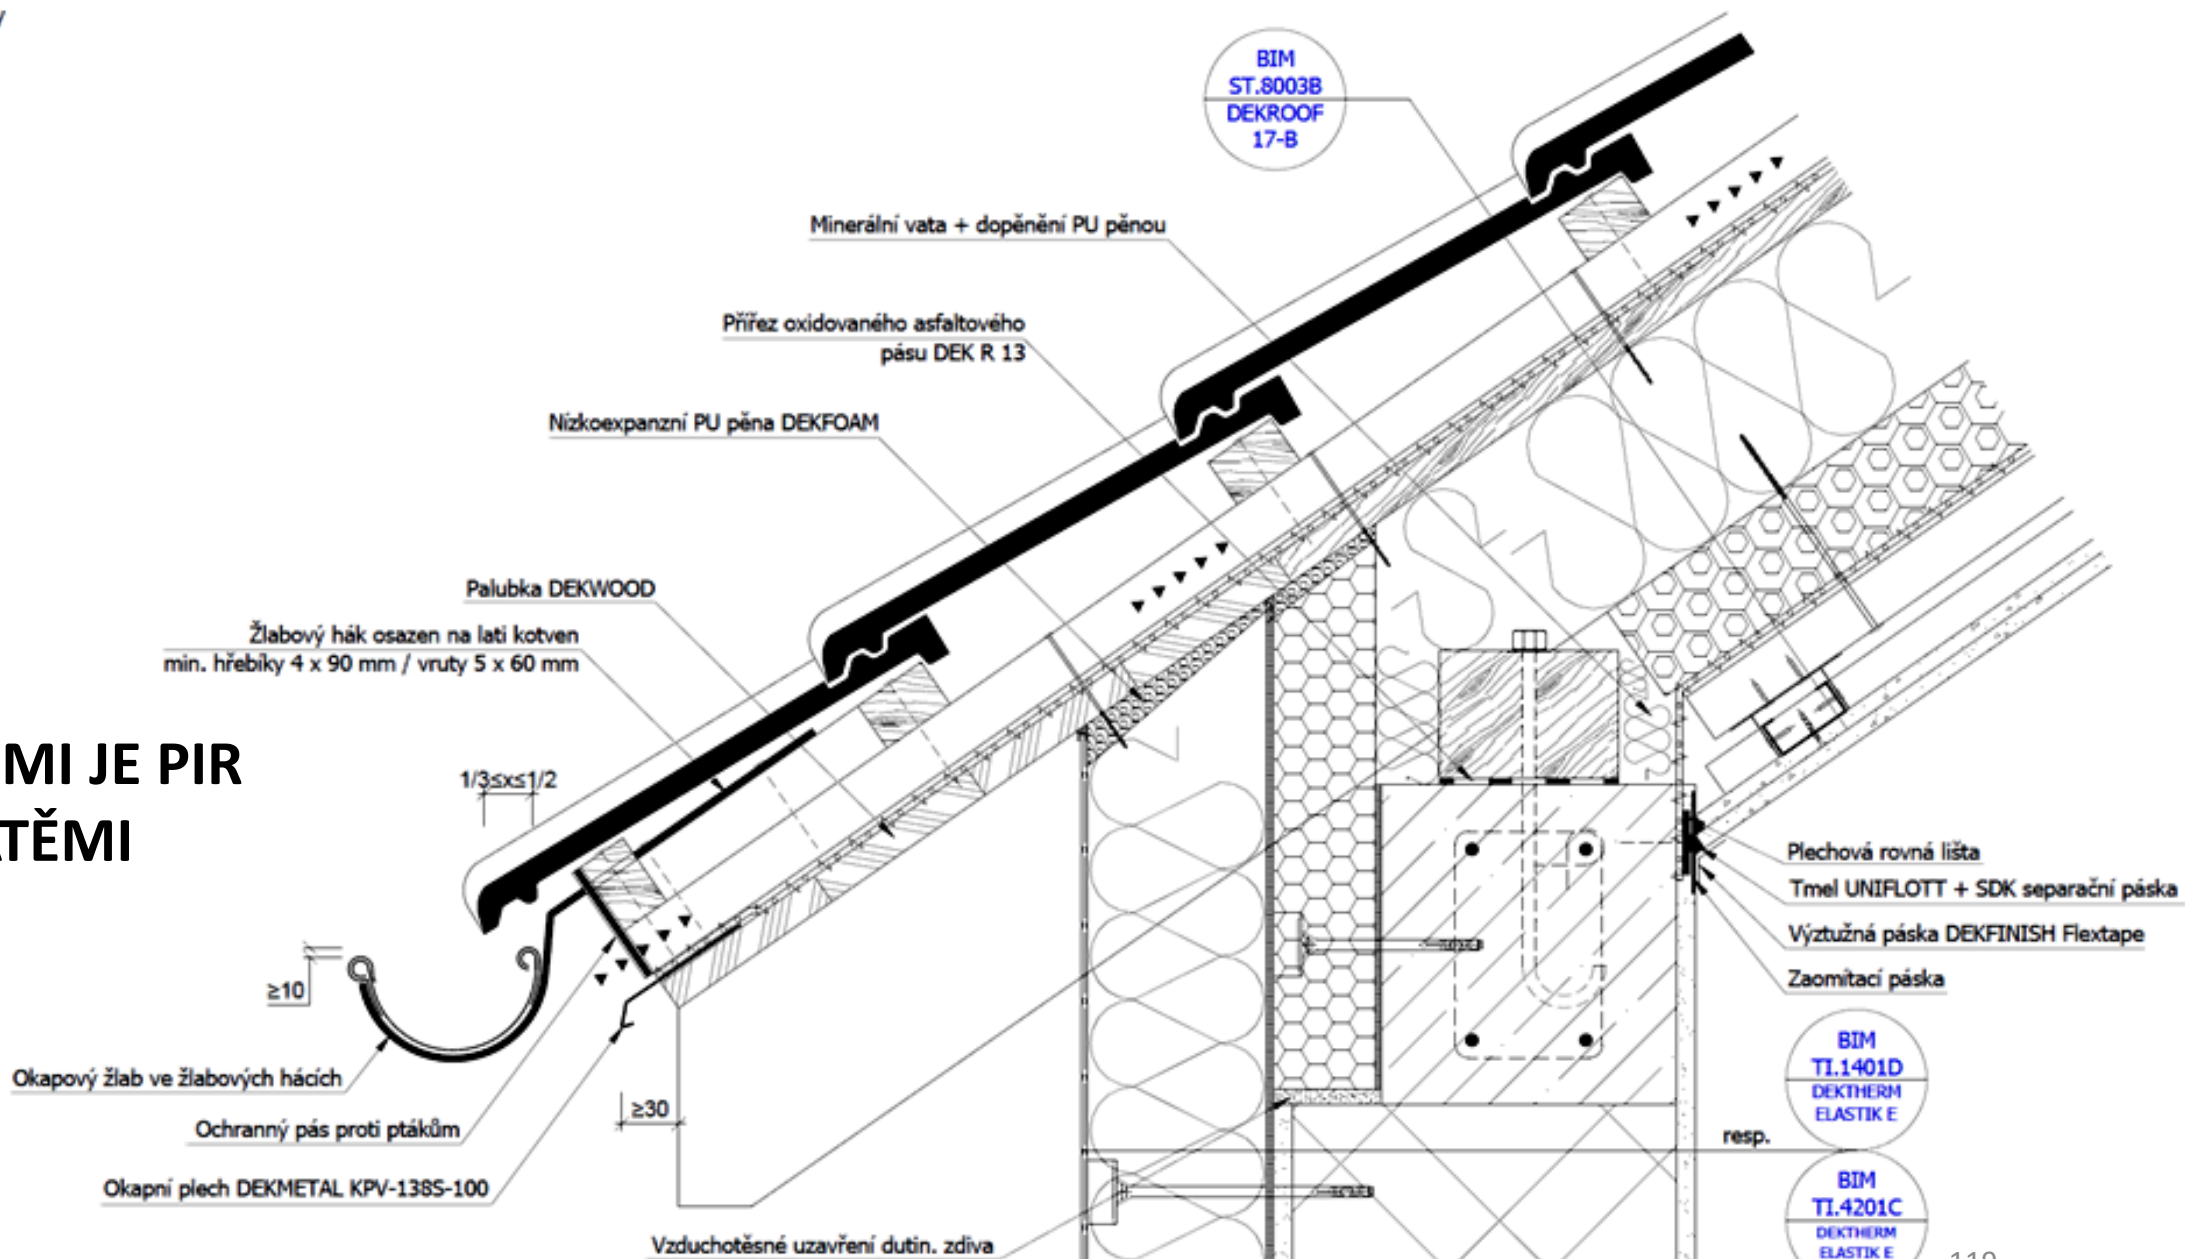 BIM
ST.8003B
DEKROOF
17-B
Minerální vata + dopěnění PU pěnou
Přířez oxidovaného asfaltového
pásu DEK R 13
Nízkoexpanzní PU pěna DEKFOAM
Palubka DEKWOOD
Žlabový hák osazen na lati kotven
min. hřebíky 4 x 90 mm / vruty 5 x 60 mm
MI JE PIR
ATĚMI
1/3≤x≤1/2
≥10
Okapový žlab ve žlabových hácích
Ochranný pás proti ptákům
≥30
Okapní plech DEKMETAL KPV-138S-100
Vzduchotěsné uzavření dutin. zdiva
Plechová rovná lišta
Tmel UNIFLOTT + SDK separační páska
Výztužná páska DEKFINISH Flextape
Zaomítací páska
BIM
TI.1401D
DEKTHERM
ELASTIK E
resp.
BIM
TI.4201C
DEKTHERM
ELASTIK E